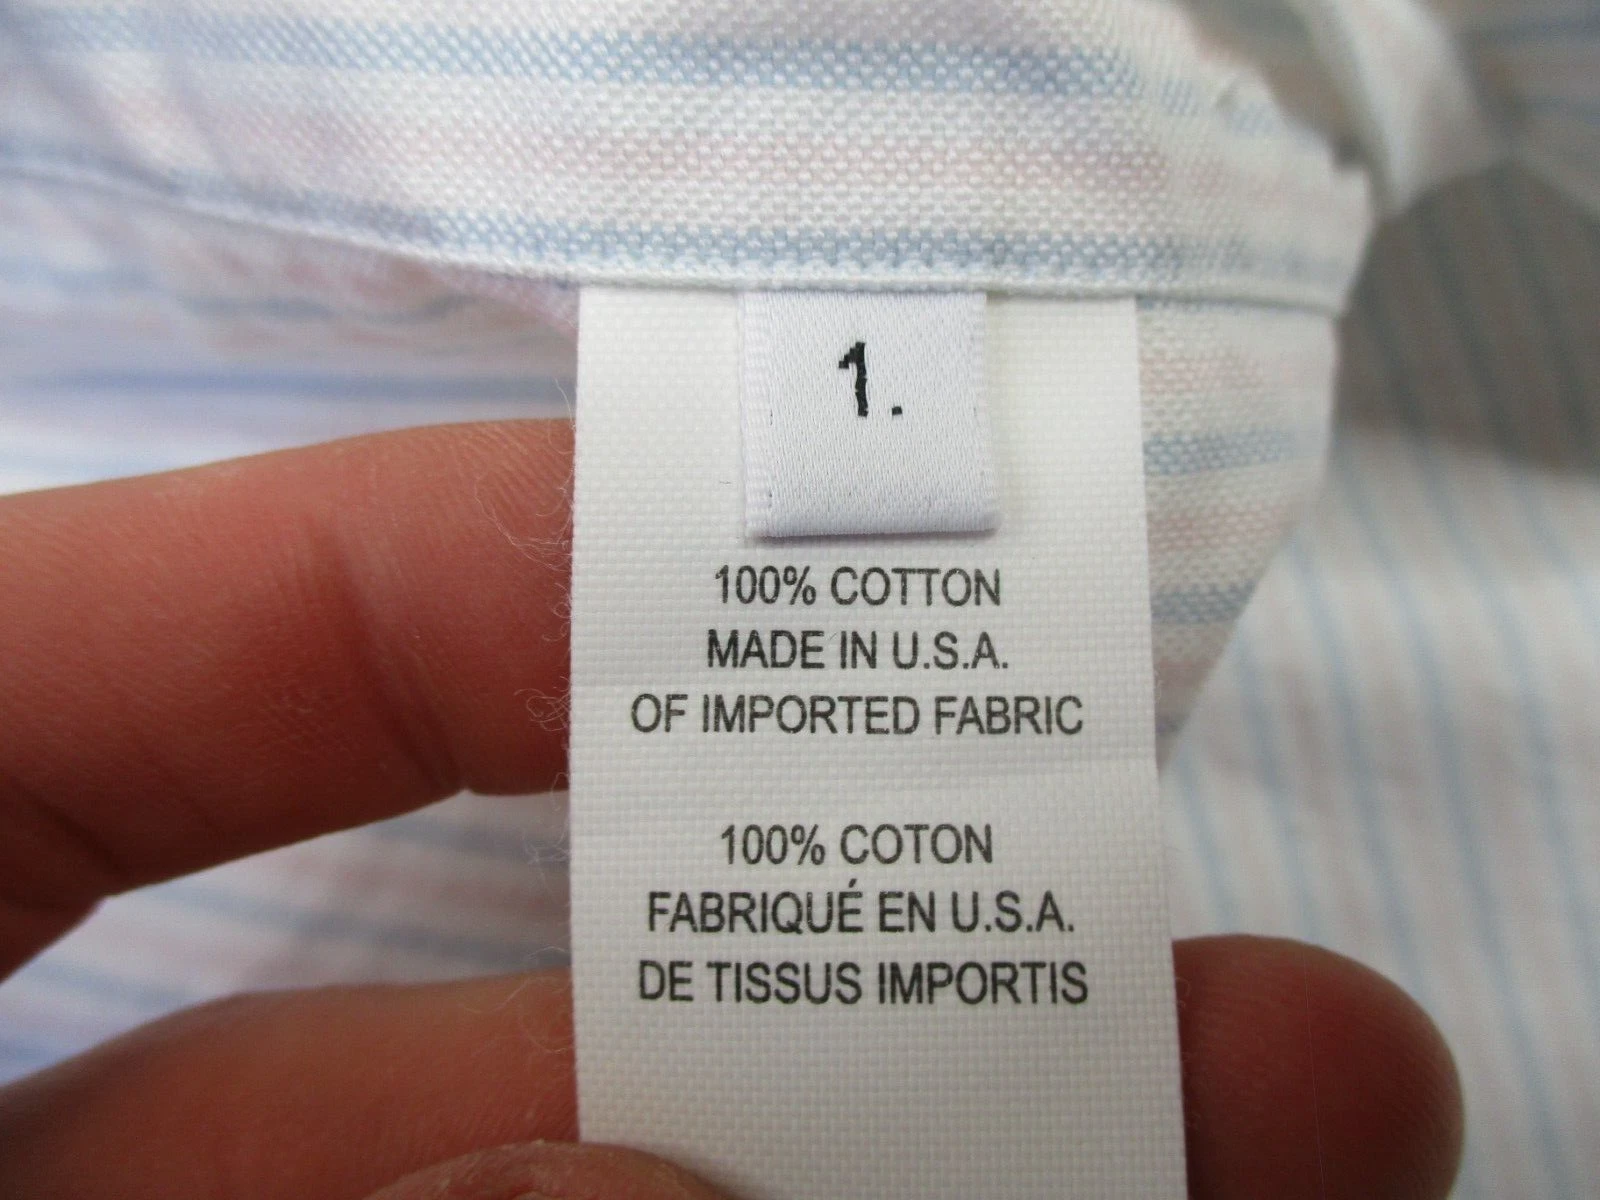 1.
100% COTTON
MADE IN U.S.A.
OF IMPORTED FABRIC
100% COTON
FABRIQUÉ EN U.S.A.
DE TISSUS IMPORTIS